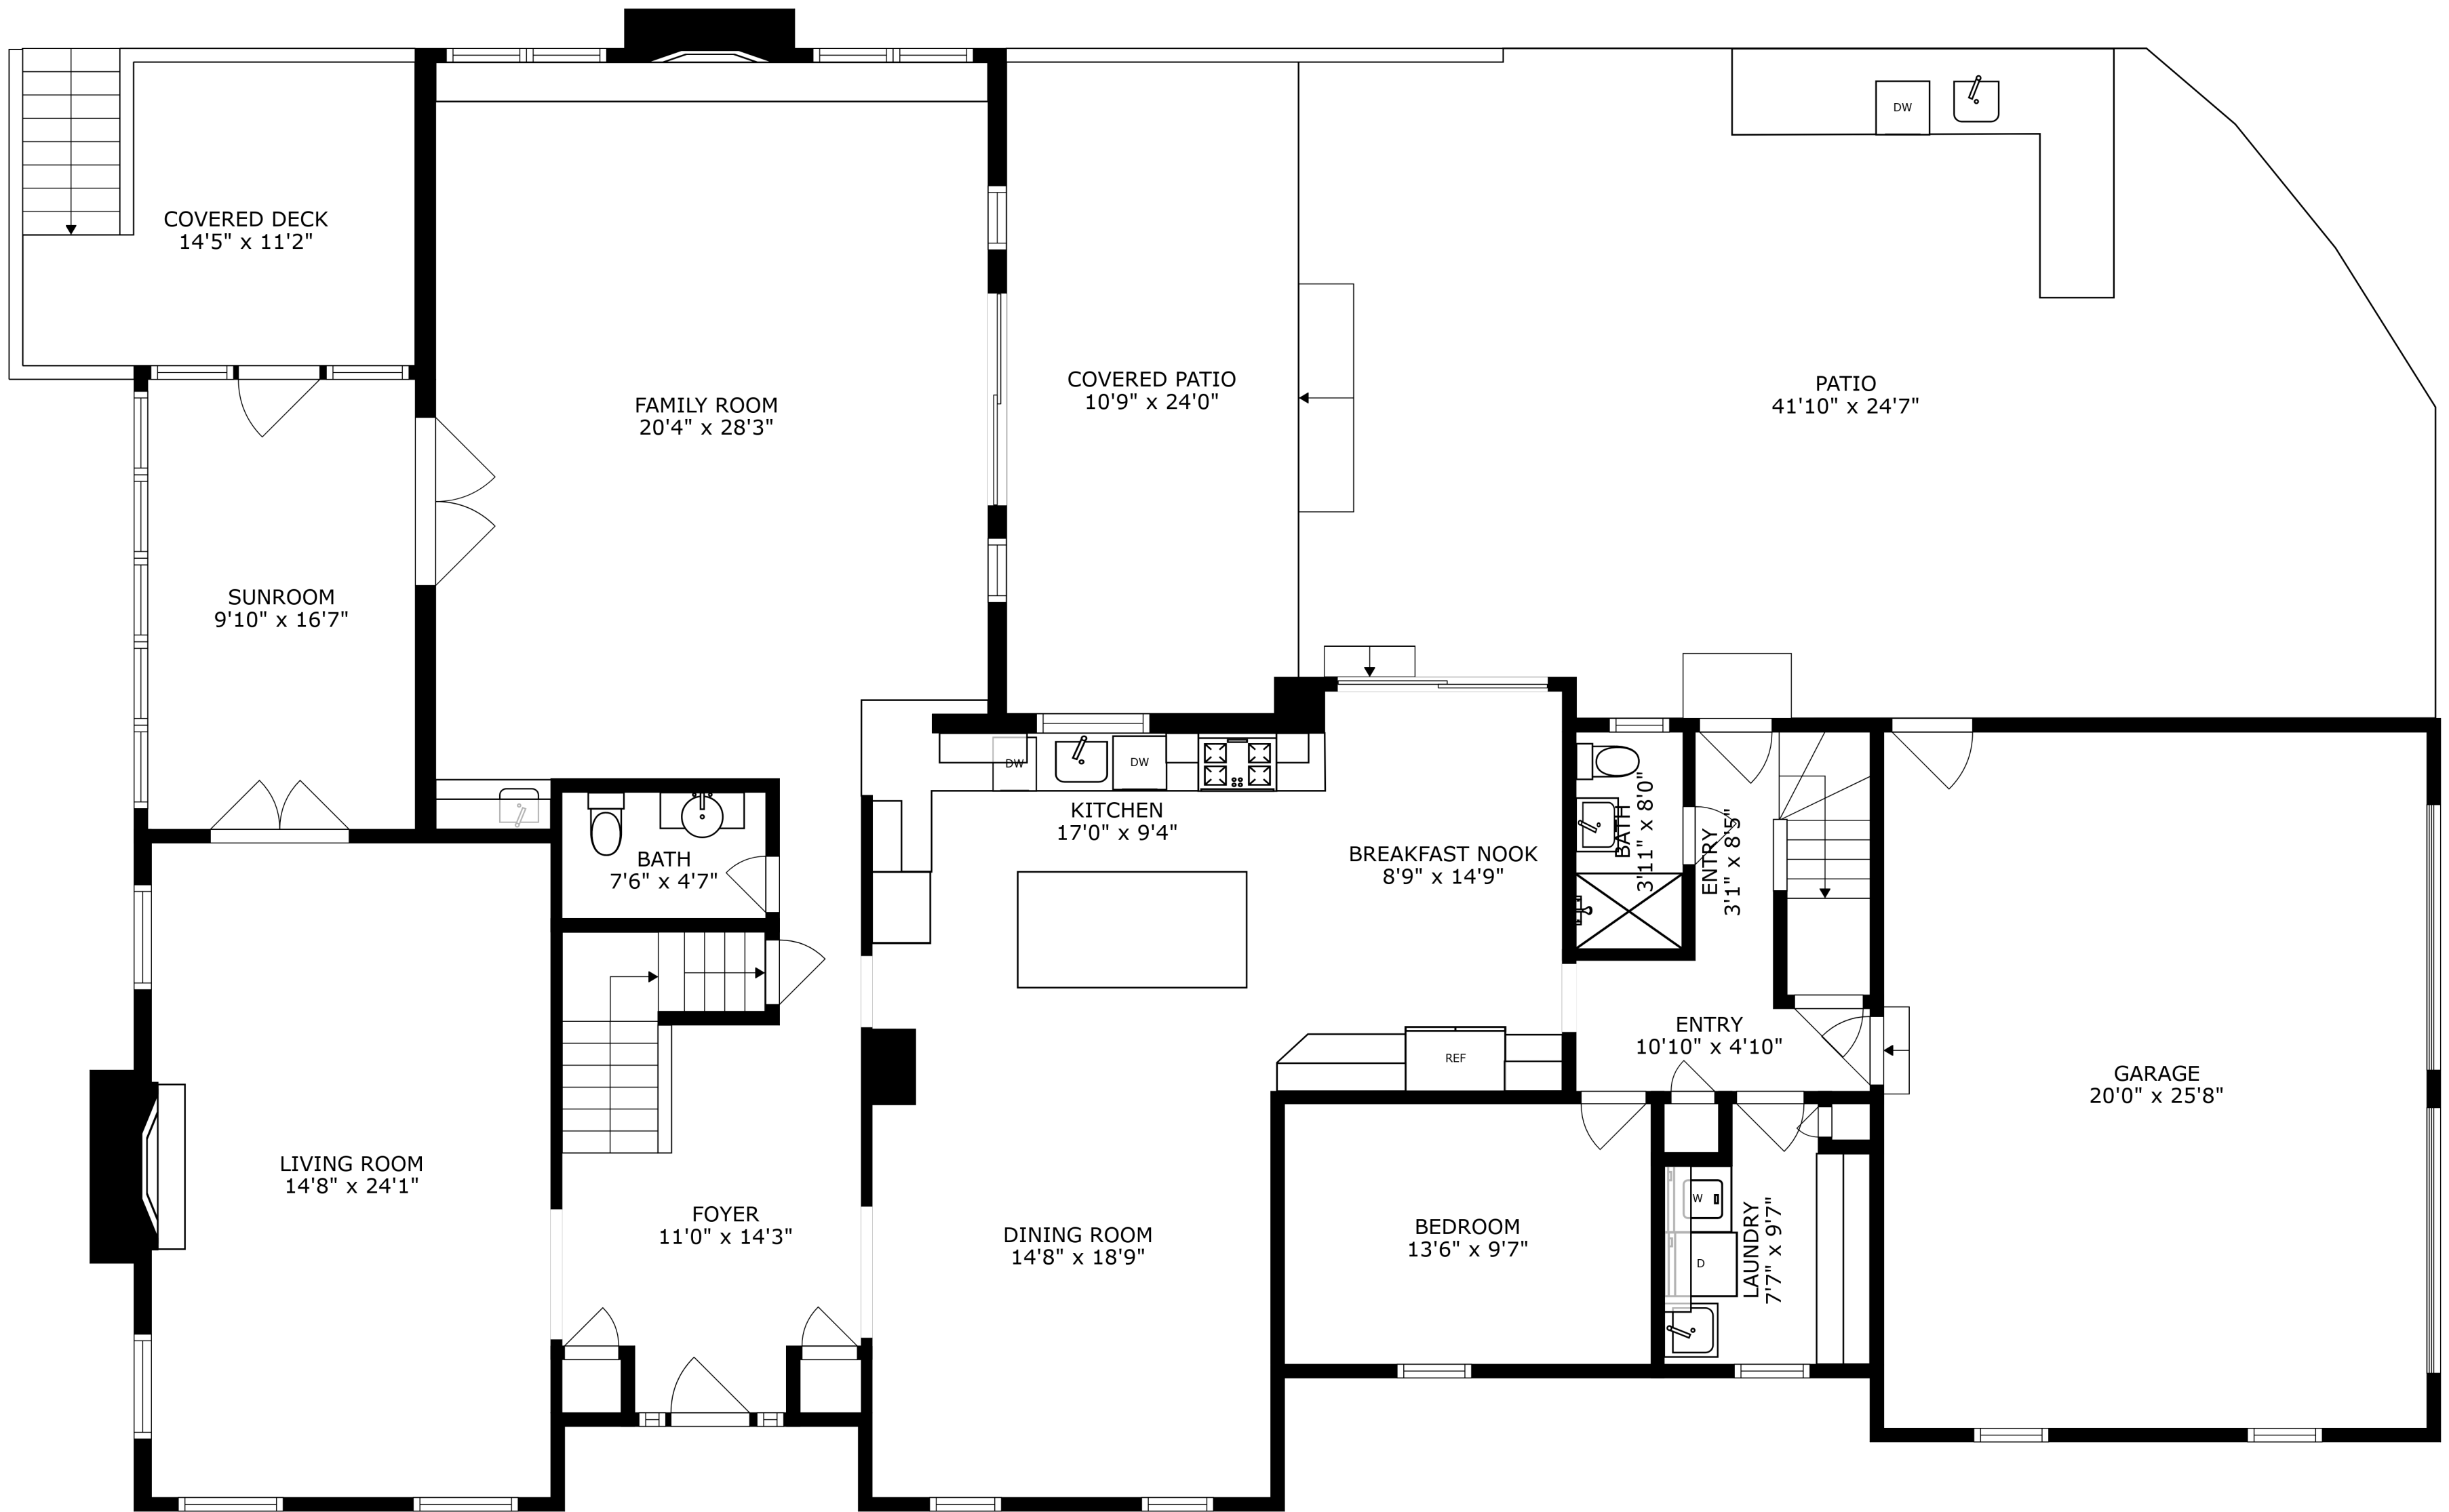 DW
COVERED DECK
14'5" x 11'2"
COVERED PATIO
10'9" x 24'0"
PATIO
41'10" x 24'7"
FAMILY ROOM
20'4" x 28'3"
SUNROOM
9'10" x 16'7"
DW
DW
KITCHEN
17'0" x 9'4"
BREAKFAST NOOK
8'9" x 14'9"
BATH
3'11" x 8'0"
ENTRY
3'1" x 8'5"
BATH
7'6" x 4'7"
ENTRY
10'10" x 4'10"
REF
GARAGE
20'0" x 25'8"
LIVING ROOM
14'8" x 24'1"
FOYER
11'0" x 14'3"
DINING ROOM
14'8" x 18'9"
BEDROOM
13'6" x 9'7"
W
D
LAUNDRY
7'7" x 9'7"